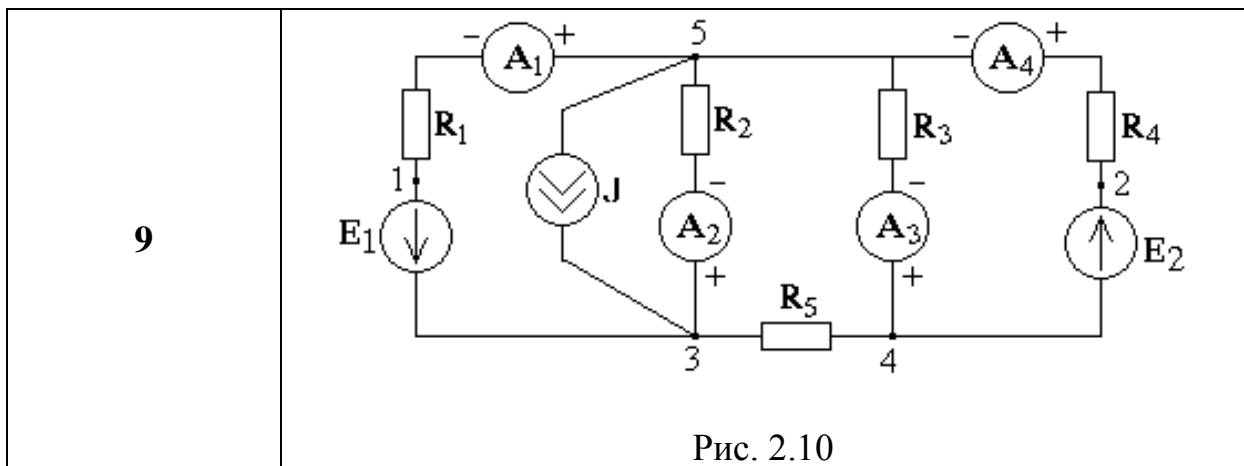 9
− A1 + 5 − A4 +
R1 R2 R3 R4
1 − − 2
E1 J A2 A3 E2
+ +
R5
3 4
Рис. 2.10